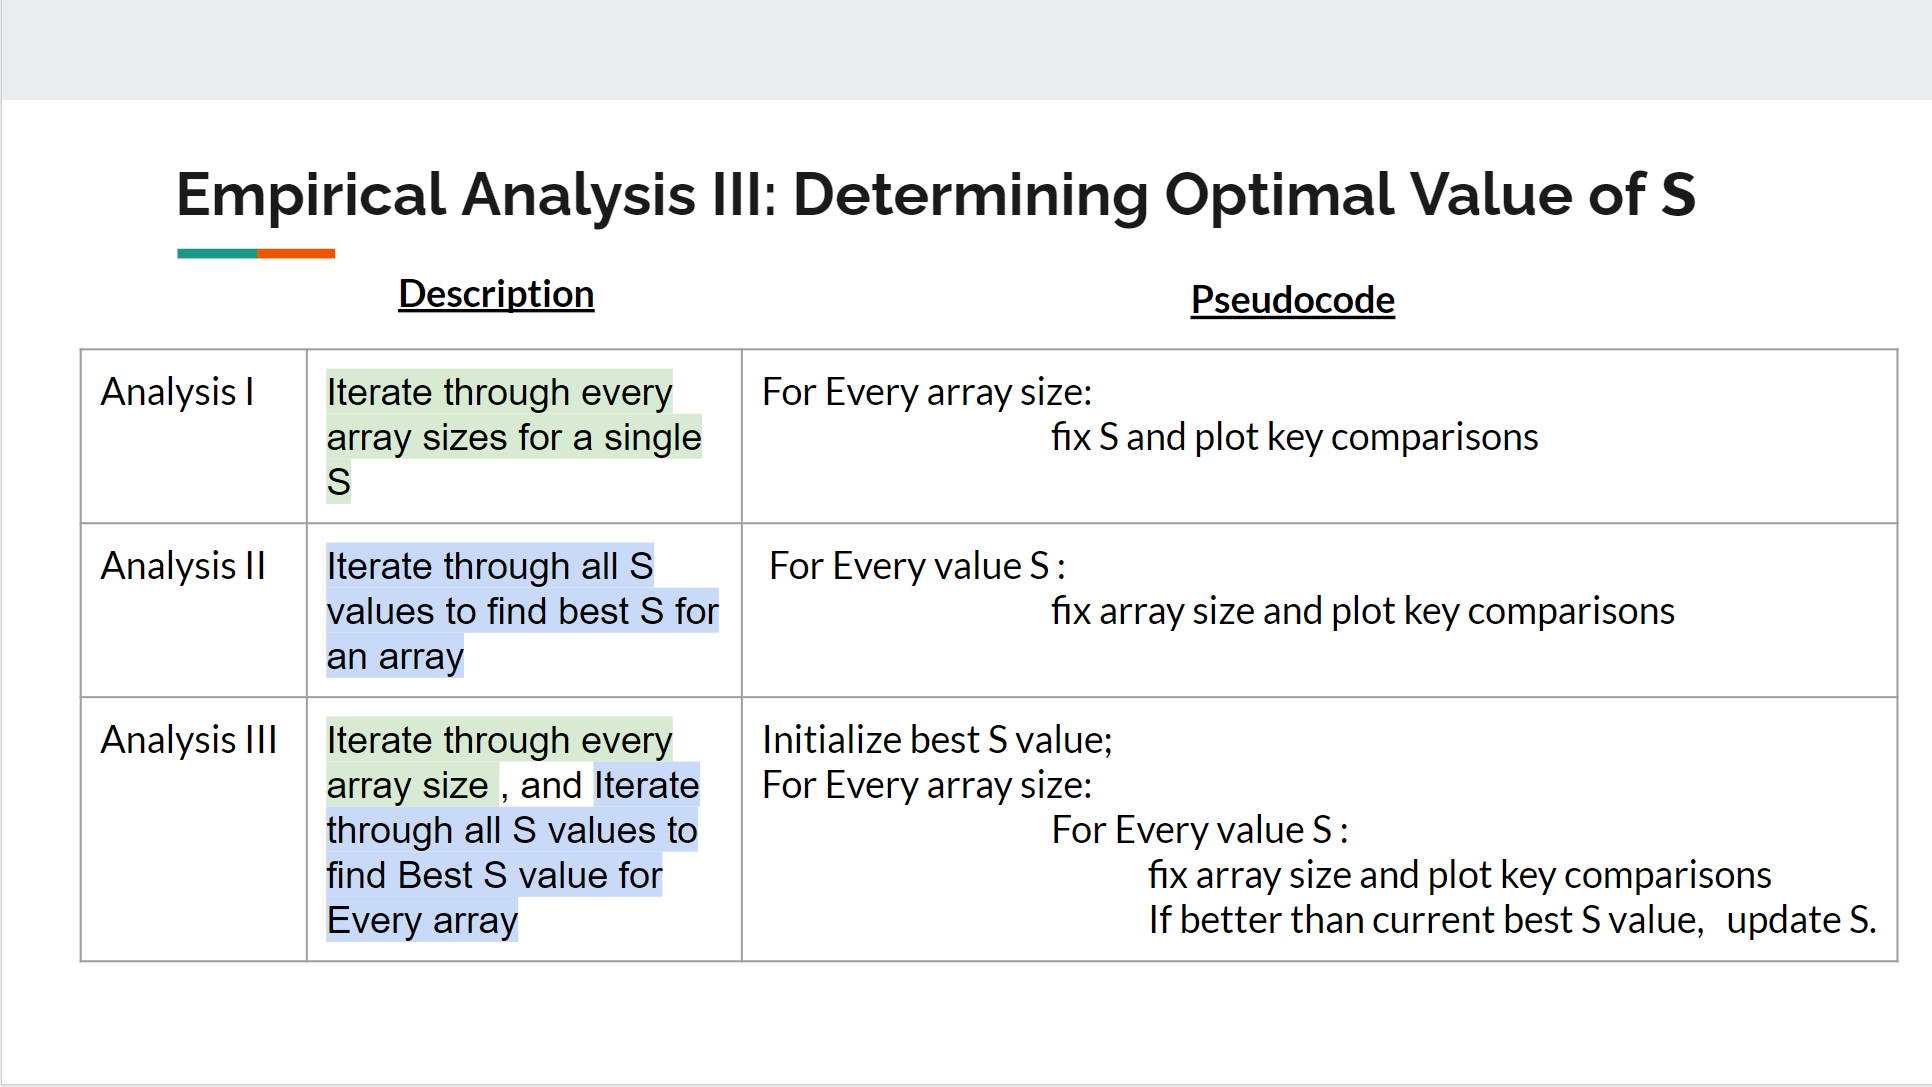 Empirical Analysis III: Determining Optimal Value of S
Description
Pseudocode
Analysis I
Iterate through every
array sizes for a single
S
For Every array size:
fix S and plot key comparisons
Analysis II
Iterate through all S
values to find best S for
an array
For Every value S :
fix array size and plot key comparisons
Analysis III
Iterate through every
array size , and Iterate
through all S values to
find Best S value for
Every array
Initialize best S value;
For Every array size:
For Every value S :
fix array size and plot key comparisons
If better than current best S value, update S.